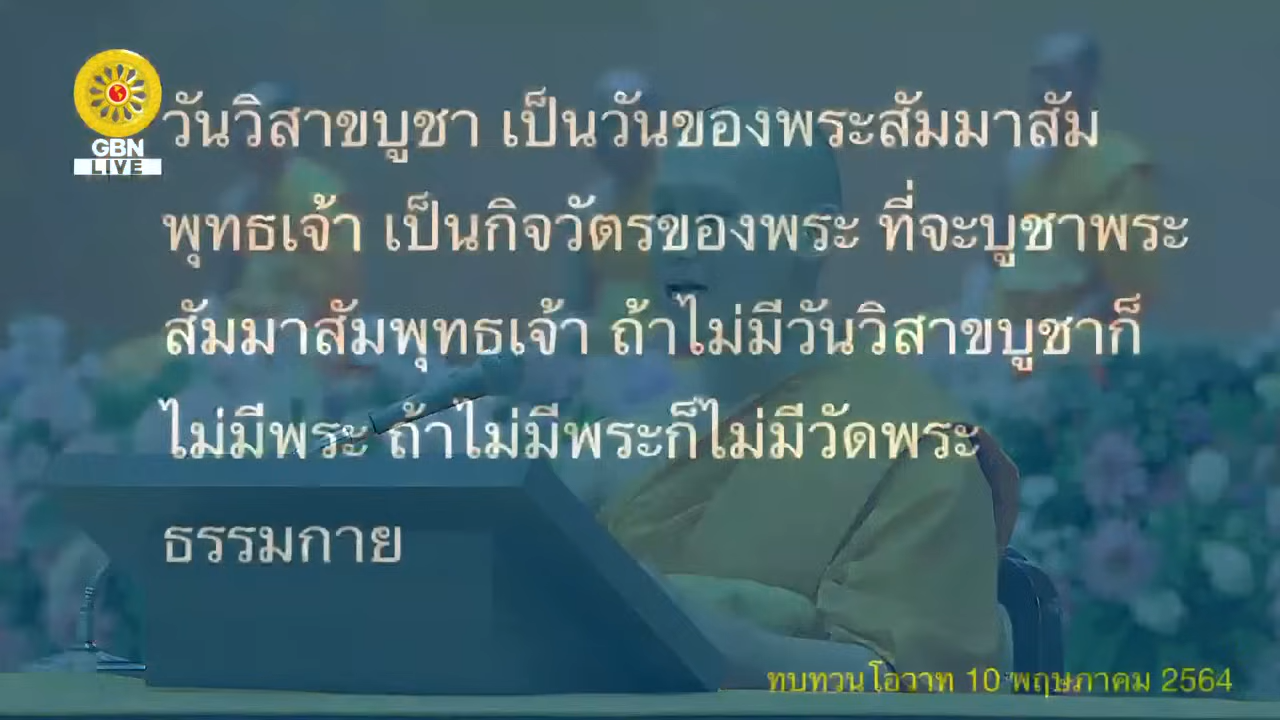 GBN
LIVE
วันวิสาขบูชา เป็นวันของพระสัมมาสัม
พุทธเจ้า เป็นกิจวัตรของพระ ที่จะบูชาพระ
สัมมาสัมพุทธเจ้า ถ้าไม่มีวันวิสาขบูชาก็
ไม่มีพระ ถ้าไม่มีพระก็ไม่มีวัดพระ
ธรรมกาย
ทบทวนโอวาท 10 พฤษภาคม 2564